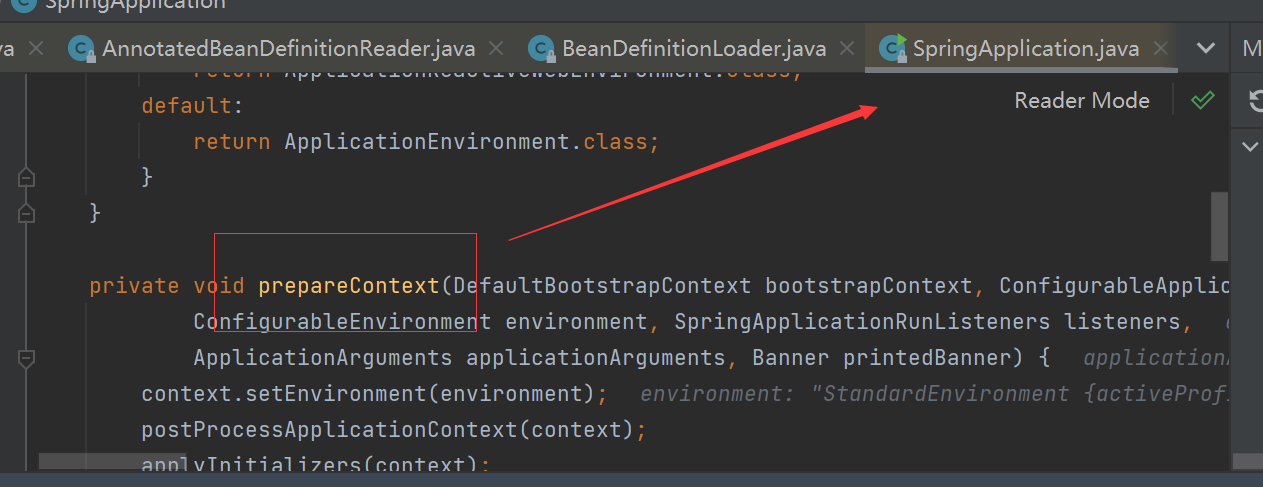 SpringApplication
va AnnotatedBeanDefinitionReader.java BeanDefinitionLoader.java SpringApplication.java M
return ApplicationReactiveWebEnvironment.class;
Reader Mode
default:
return ApplicationEnvironment.class;
}
}
private void prepareContext(DefaultBootstrapContext bootstrapContext, ConfigurableApplic
ConfigurableEnvironment environment, SpringApplicationRunListeners listeners,
ApplicationArguments applicationArguments, Banner printedBanner) { application
context.setEnvironment(environment); environment: "StandardEnvironment {activeProfi
postProcessApplicationContext(context);
applyInitializers(context);